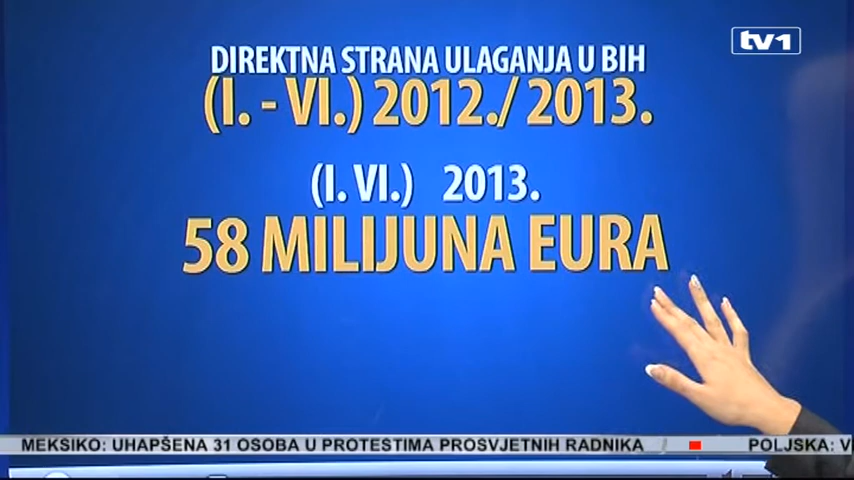 tv1
DIREKTNA STRANA ULAGANJA U BIH
(I. - VI.) 2012./ 2013.
(I. VI.) 2013.
58 MILIJUNA EURA
MEKSIKO: UHAPŠENA 31 OSOBA U PROTESTIMA PROSVJETNIH RADNIKA
POLJSKA: V